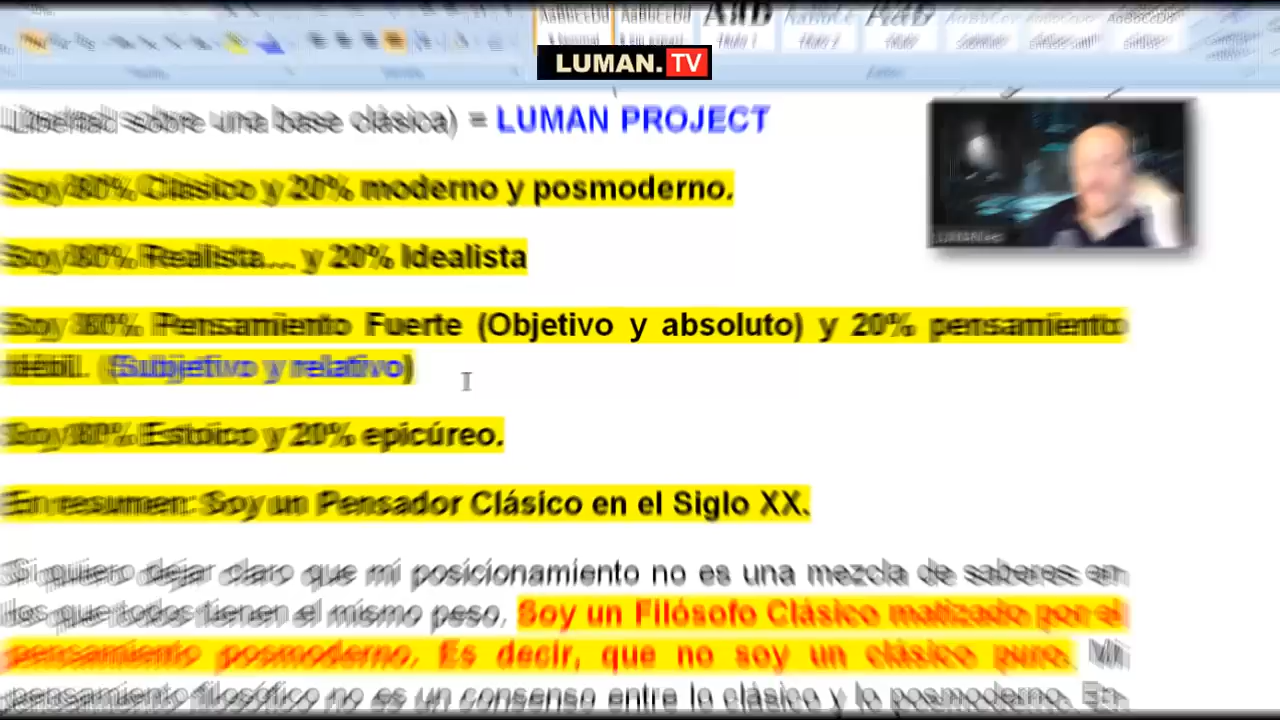 LUMAN.TV
Libertad sobre una base clásica) = LUMAN PROJECT
Soy 80% Clásico y 20% moderno y posmoderno.
Soy 80% Realista... y 20% Idealista
Soy 80% Pensamiento Fuerte (Objetivo y absoluto) y 20% pensamiento
débil. (Subjetivo y relativo)
Soy 80% Estoico y 20% epicúreo.
En resumen: Soy un Pensador Clásico en el Siglo XX.
Si quiero dejar claro que mi posicionamiento no es una mezcla de saberes en
los que todos tienen el mismo peso. Soy un Filósofo Clásico matizado por el
pensamiento posmoderno. Es decir, que no soy un clásico puro. Mi
pensamiento filosófico no es un consenso entre lo clásico y lo posmoderno. En